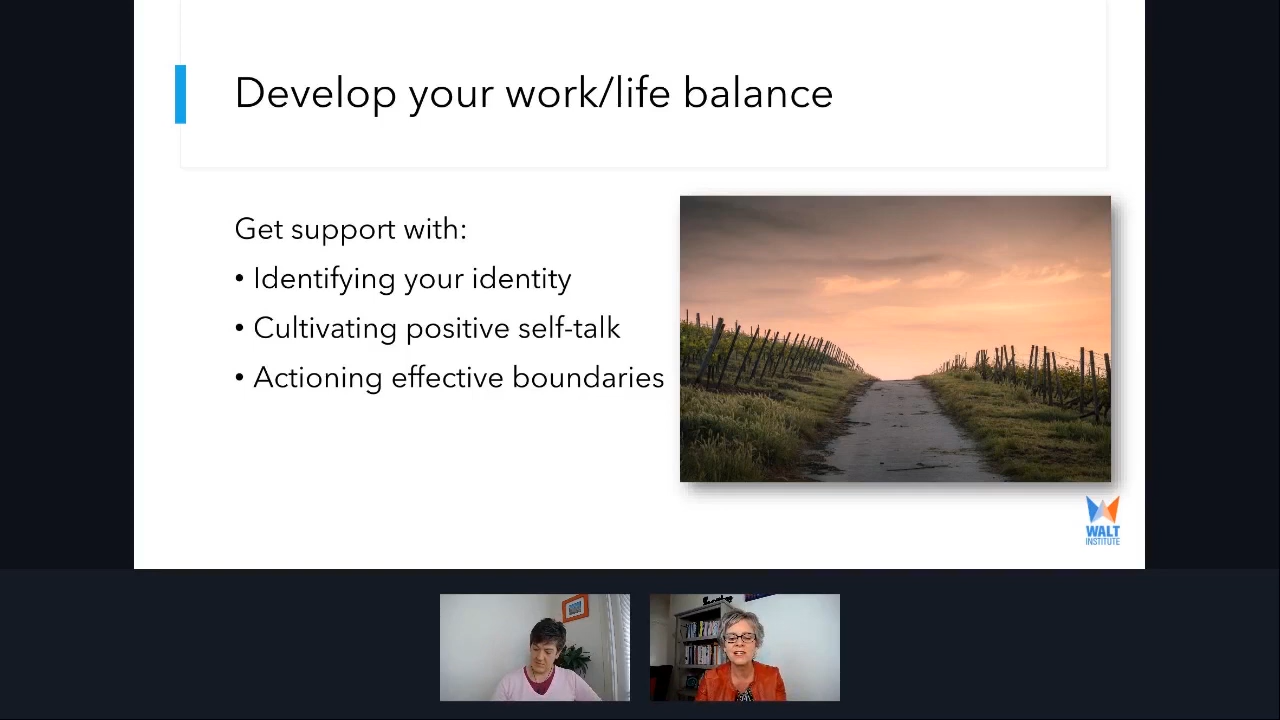 Develop your work/life balance
Get support with:
• Identifying your identity
• Cultivating positive self-talk
• Actioning effective boundaries
WALT
INSTITUTE